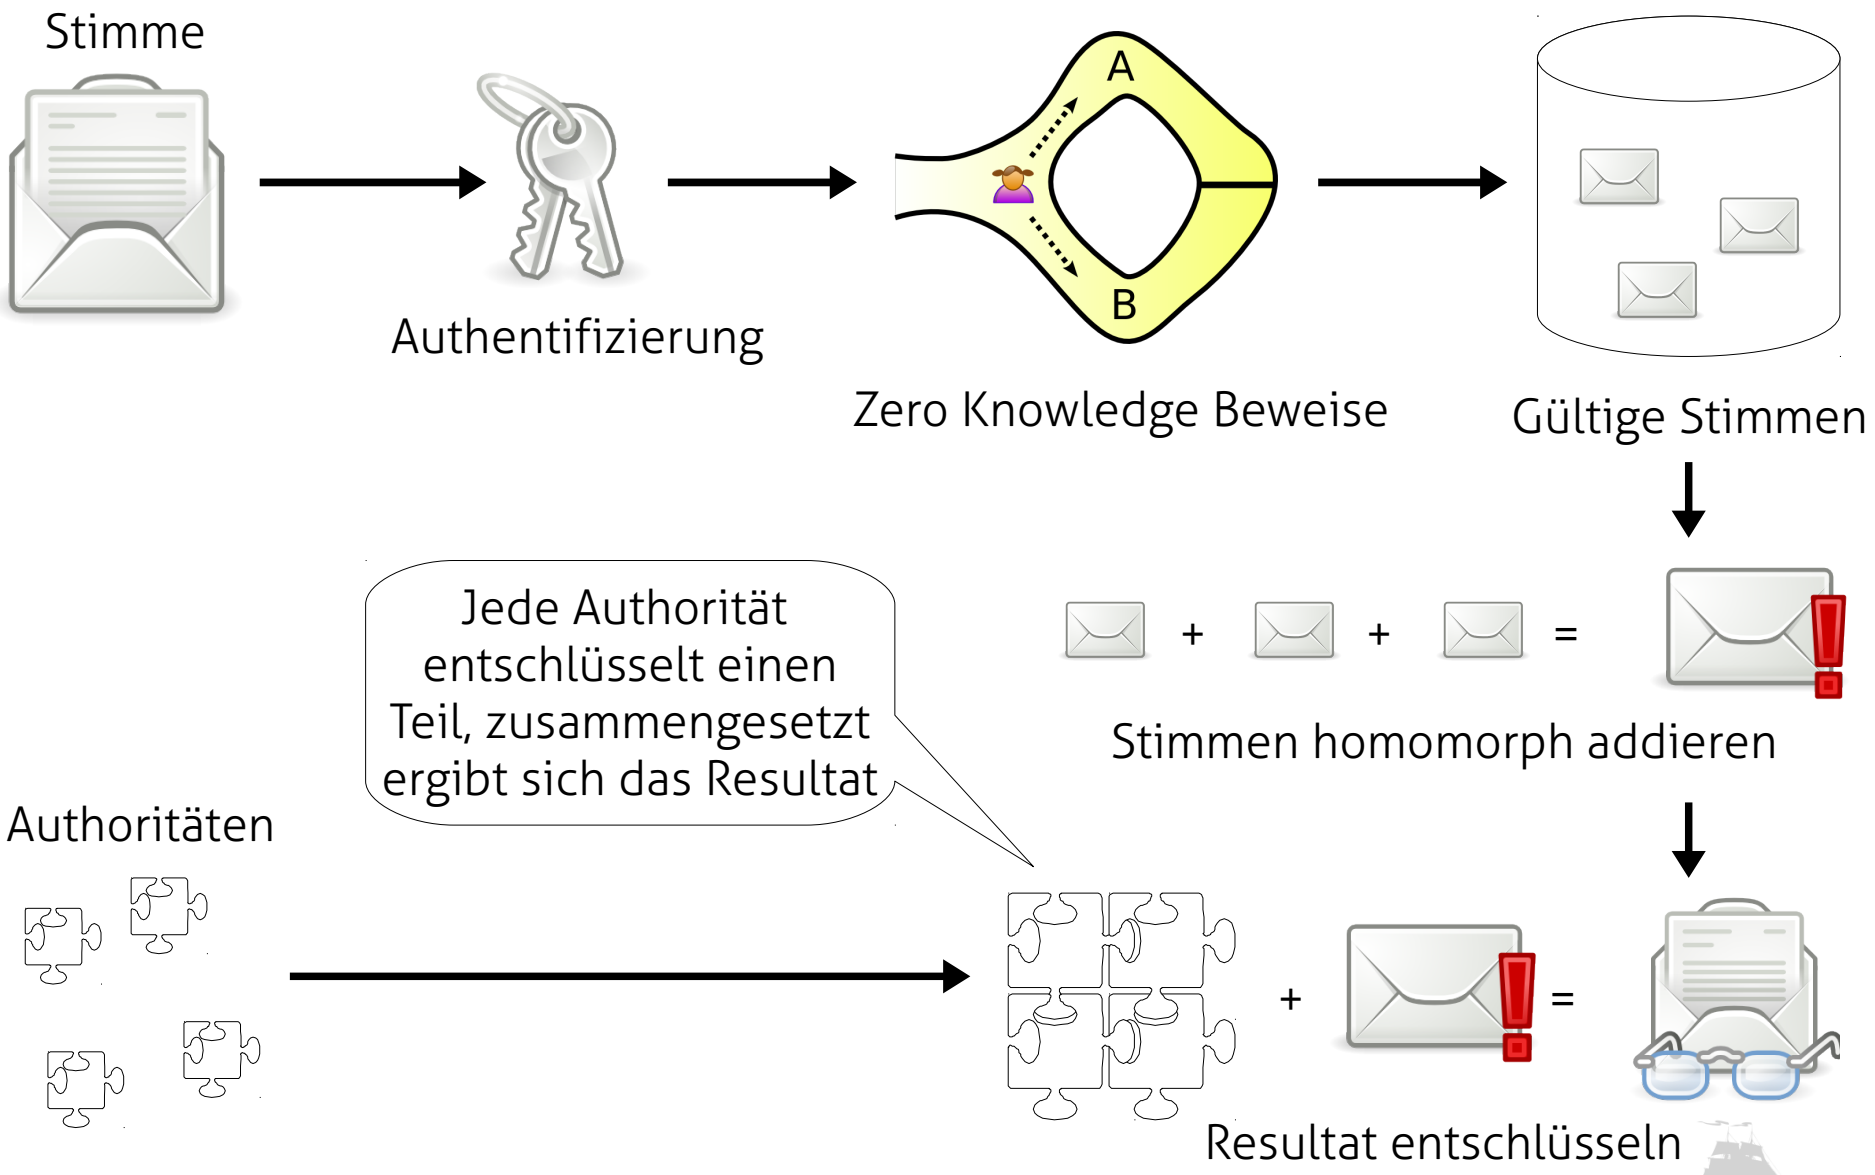 Stimme
Authentifizierung
A
B
Zero Knowledge Beweise
Gültige Stimmen
+ + =
Stimmen homomorph addieren
Jede Authorität
entschlüsselt einen
Teil, zusammengesetzt
ergibt sich das Resultat
Authoritäten
+ =
Resultat entschlüsseln